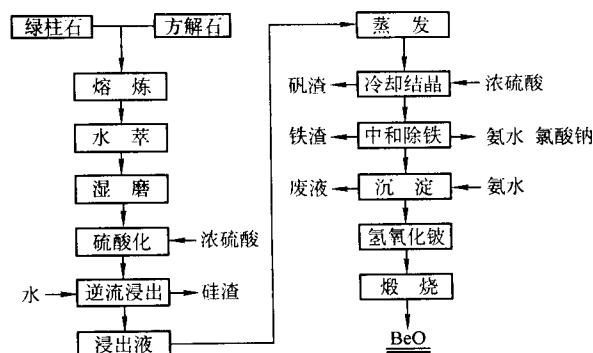 绿柱石
方解石
熔 炼
水 萃
湿 磨
硫酸化
浓硫酸
水
逆流浸出
硅渣
浸出液
蒸 发
矾渣
冷却结晶
浓硫酸
铁渣
中和除铁
氨水 氯酸钠
废液
沉 淀
氨水
氢氧化铍
煅 烧
BeO